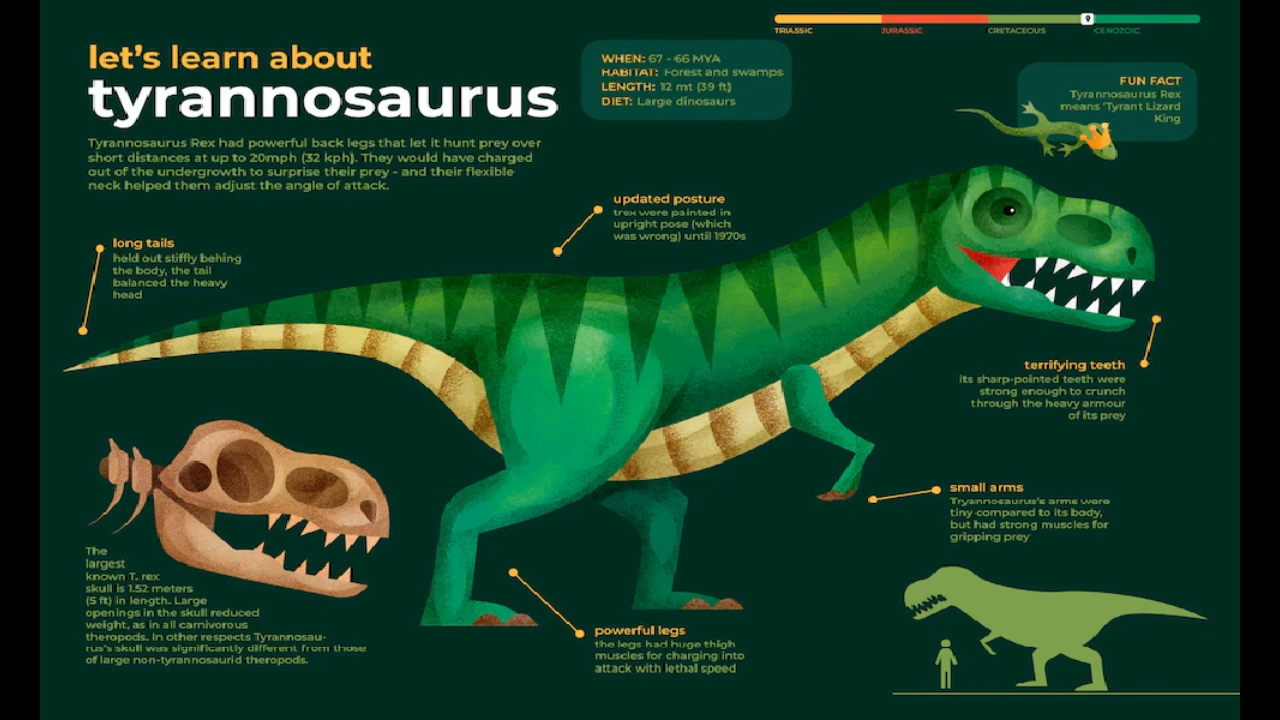 TRIASSIC
JURASSIC
CRETACEOUS
CENOZOIC
let's learn about
tyrannosaurus
Tyrannosaurus Rex had powerful back legs that let it hunt prey over
short distances at up to 20mph (32 kph). They would have charged
out of the undergrowth to surprise their prey - and their flexible
neck helped them adjust the angle of attack.
WHEN: 67 - 66 MYA
HABITAT: Forest and swamps
LENGTH: 12 mt (39 ft)
DIET: Large dinosaurs
FUN FACT
Tyrannosaurus Rex
means 'Tyrant Lizard
King
updated posture
trex were painted in
upright pose (which
was wrong) until 1970s
long tails
held out stiffly behing
the body, the tail
balanced the heavy
head
terrifying teeth
its sharp-pointed teeth were
strong enough to crunch
through the heavy armour
of its prey
small arms
Tryannosaurus's arms were
tiny compared to its body,
but had strong muscles for
gripping prey
The
largest
known T. rex
skull is 1.52 meters
(5 ft) in length. Large
openings in the skull reduced
weight, as in all carnivorous
theropods. In other respects Tyrannosau-
rus's skull was significantly different from those
of large non-tyrannosaurid theropods.
powerful legs
the legs had huge thigh
muscles for charging into
attack with lethal speed